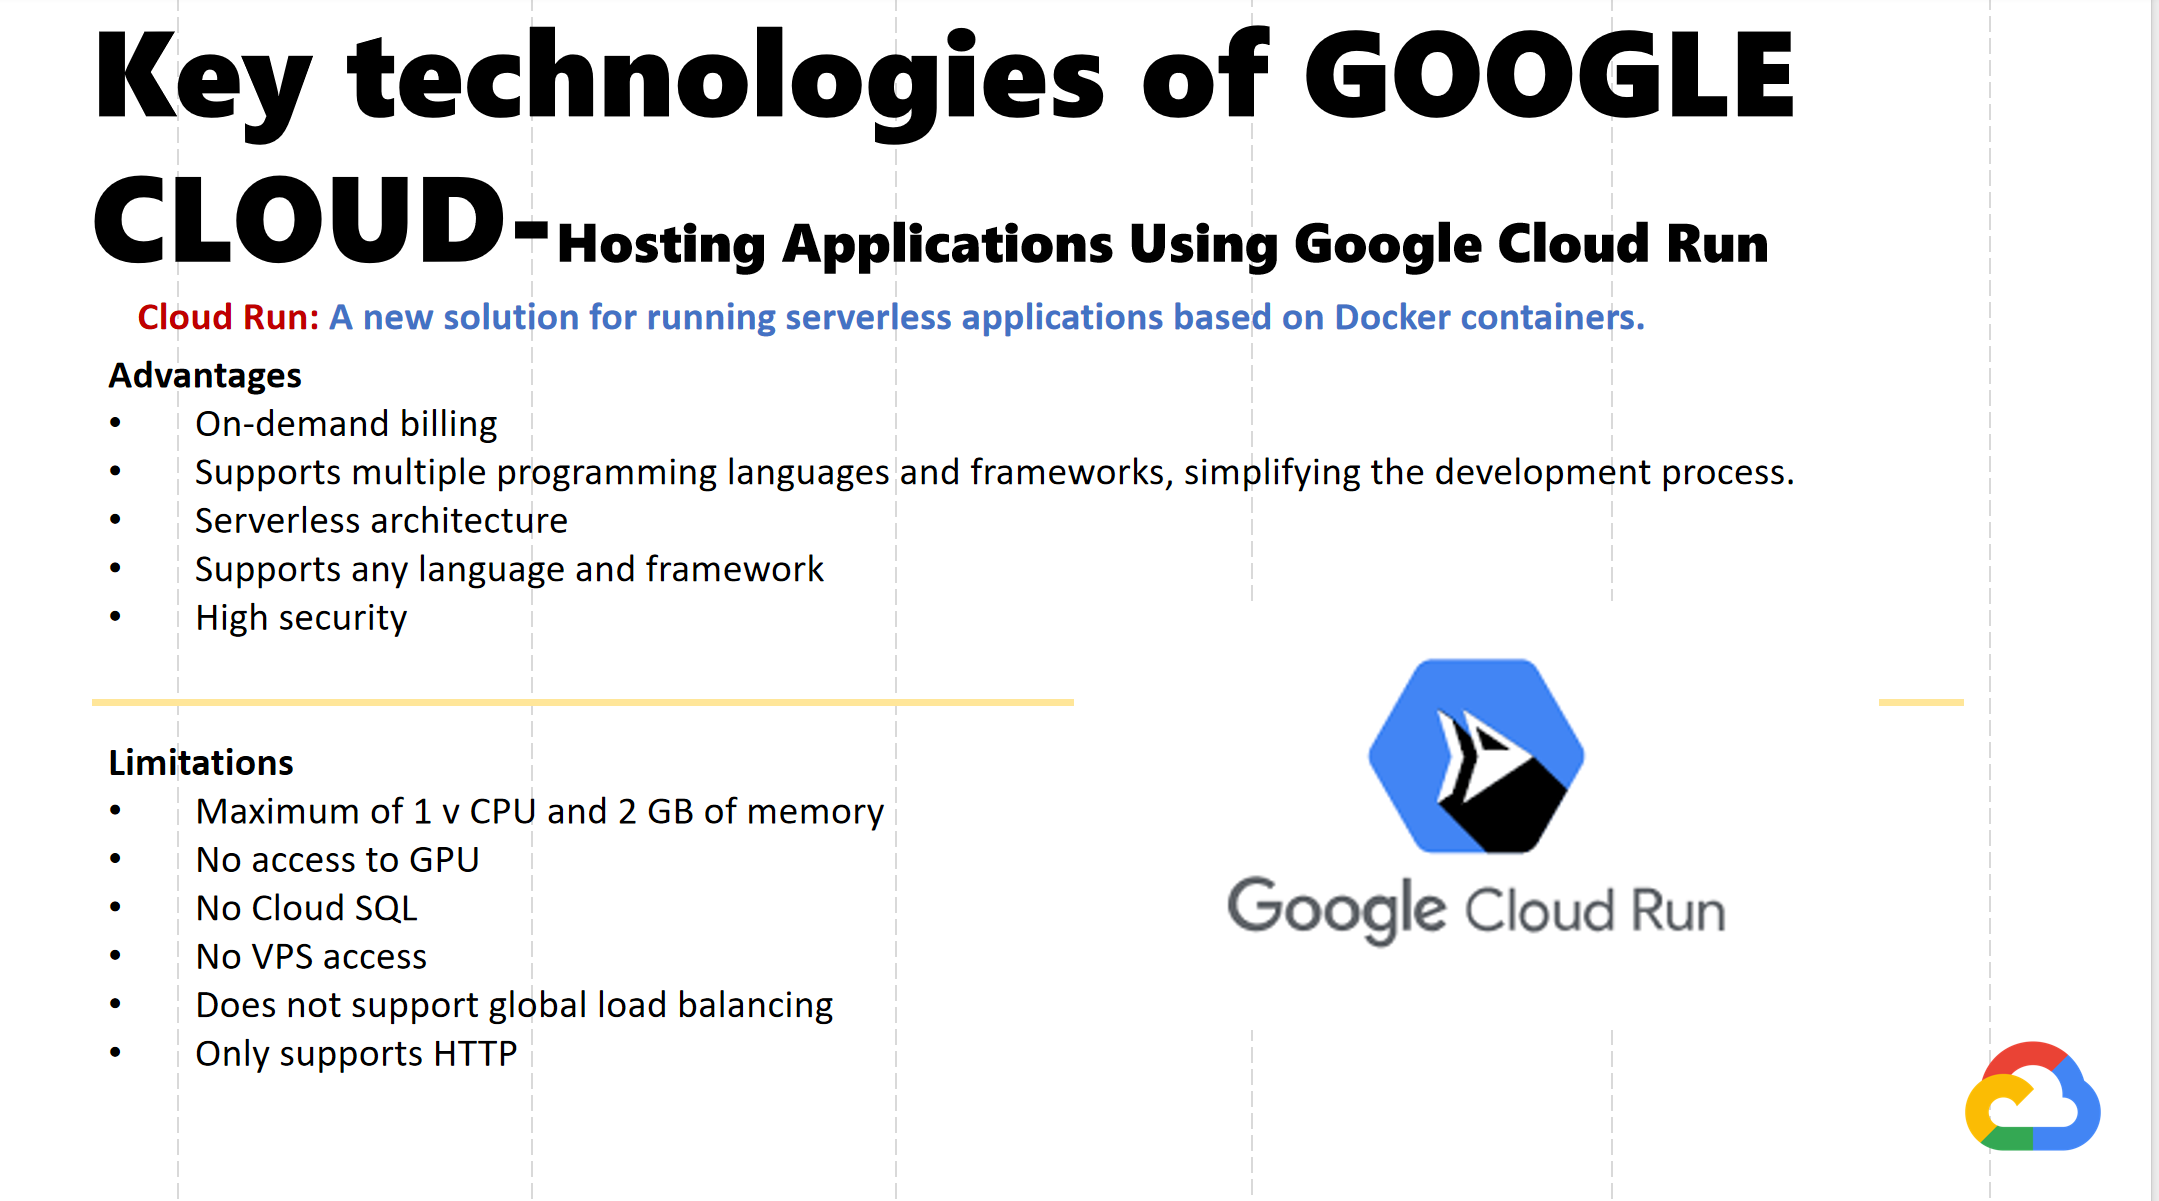 Key technologies of GOOGLE
CLOUD-Hosting Applications Using Google Cloud Run
Cloud Run: A new solution for running serverless applications based on Docker containers.
Advantages
• On-demand billing
• Supports multiple programming languages and frameworks, simplifying the development process.
• Serverless architecture
• Supports any language and framework
• High security
Limitations
• Maximum of 1 v CPU and 2 GB of memory
• No access to GPU
• No Cloud SQL
• No VPS access
• Does not support global load balancing
• Only supports HTTP
Google Cloud Run